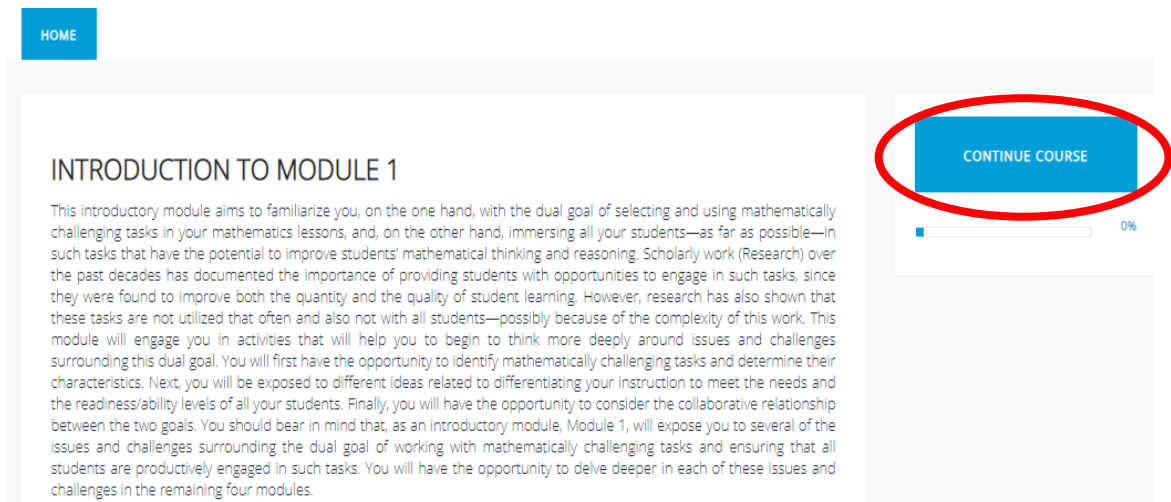 HOME
INTRODUCTION TO MODULE 1
This introductory module aims to familiarize you, on the one hand, with the dual goal of selecting and using mathematically
challenging tasks in your mathematics lessons, and, on the other hand, immersing all your students—as far as possible—in
such tasks that have the potential to improve students' mathematical thinking and reasoning. Scholarly work (Research) over
the past decades has documented the importance of providing students with opportunities to engage in such tasks, since
they were found to improve both the quantity and the quality of student learning. However, research has also shown that
these tasks are not utilized that often and also not with all students—possibly because of the complexity of this work. This
module will engage you in activities that will help you to begin to think more deeply around issues and challenges
surrounding this dual goal. You will first have the opportunity to identify mathematically challenging tasks and determine their
characteristics. Next, you will be exposed to different ideas related to differentiating your instruction to meet the needs and
the readiness/ability levels of all your students. Finally, you will have the opportunity to consider the collaborative relationship
between the two goals. You should bear in mind that, as an introductory module, Module 1, will expose you to several of the
issues and challenges surrounding the dual goal of working with mathematically challenging tasks and ensuring that all
students are productively engaged in such tasks. You will have the opportunity to delve deeper in each of these issues and
challenges in the remaining four modules.
CONTINUE COURSE
0%